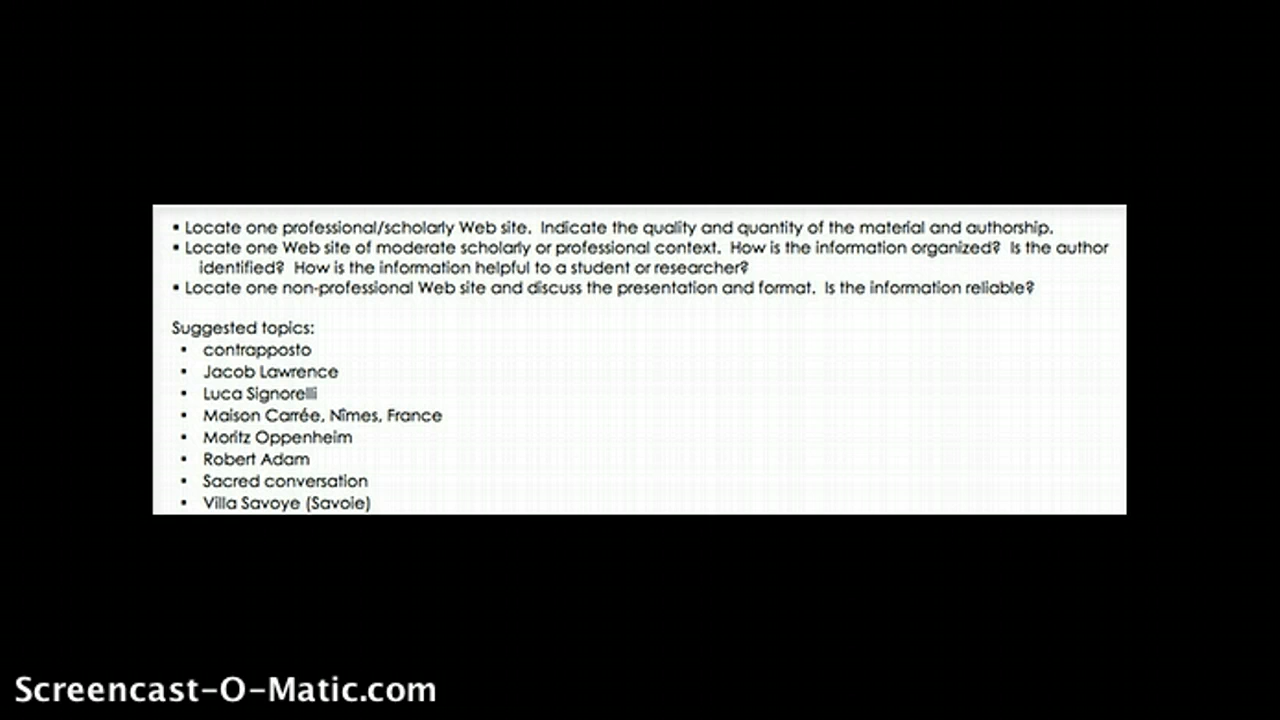 • Locate one professional/scholarly Web site.  Indicate the quality and quantity of the material and authorship.
• Locate one Web site of moderate scholarly or professional context.  How is the information organized?  Is the author
identified?  How is the information helpful to a student or researcher?
• Locate one non-professional Web site and discuss the presentation and format.  Is the information reliable?
Suggested topics:
• contrapposto
• Jacob Lawrence
• Luca Signorelli
• Maison Carrée, Nîmes, France
• Moritz Oppenheim
• Robert Adam
• Sacred conversation
• Villa Savoye (Savoie)
Screencast-O-Matic.com